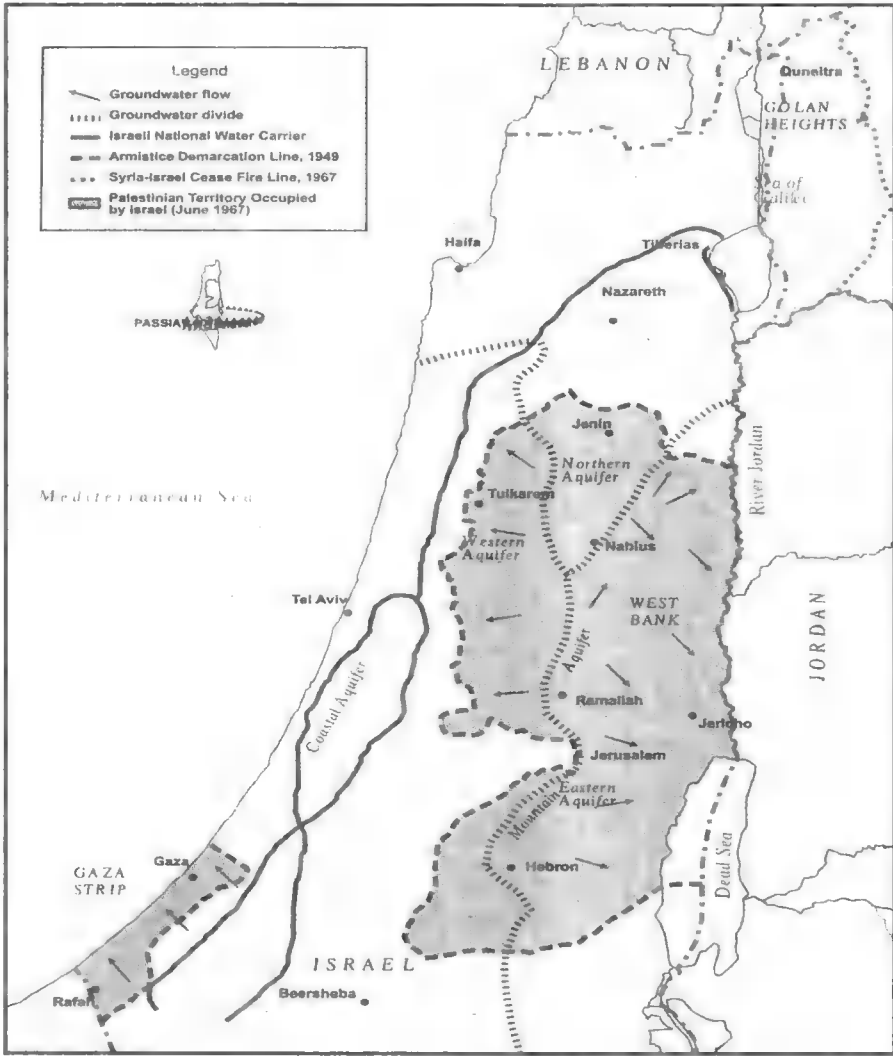 Legend
Groundwater flow
Groundwater divide
Israeli National Water Carrier
Armistice Demarcation Line, 1949
Syria-Israel Cease Fire Line, 1967
Palestinian Territory Occupied
by Israel (June 1967)
PASSIA
LEBANON
Quneitra
GOLAN
HEIGHTS
Sea of
Galilee
Haifa
Tiberias
Nazareth
Jenin
Northern
Aquifer
Mediterranean Sea
Tulkarem
Western
Aquifer
Nablus
River Jordan
Tel Aviv
WEST
BANK
JORDAN
Coastal Aquifer
Mountain Aquifer
Ramallah
Jericho
Jerusalem
Eastern
Aquifer
Hebron
Dead Sea
Gaza
GAZA
STRIP
ISRAEL
Rafah
Beersheba